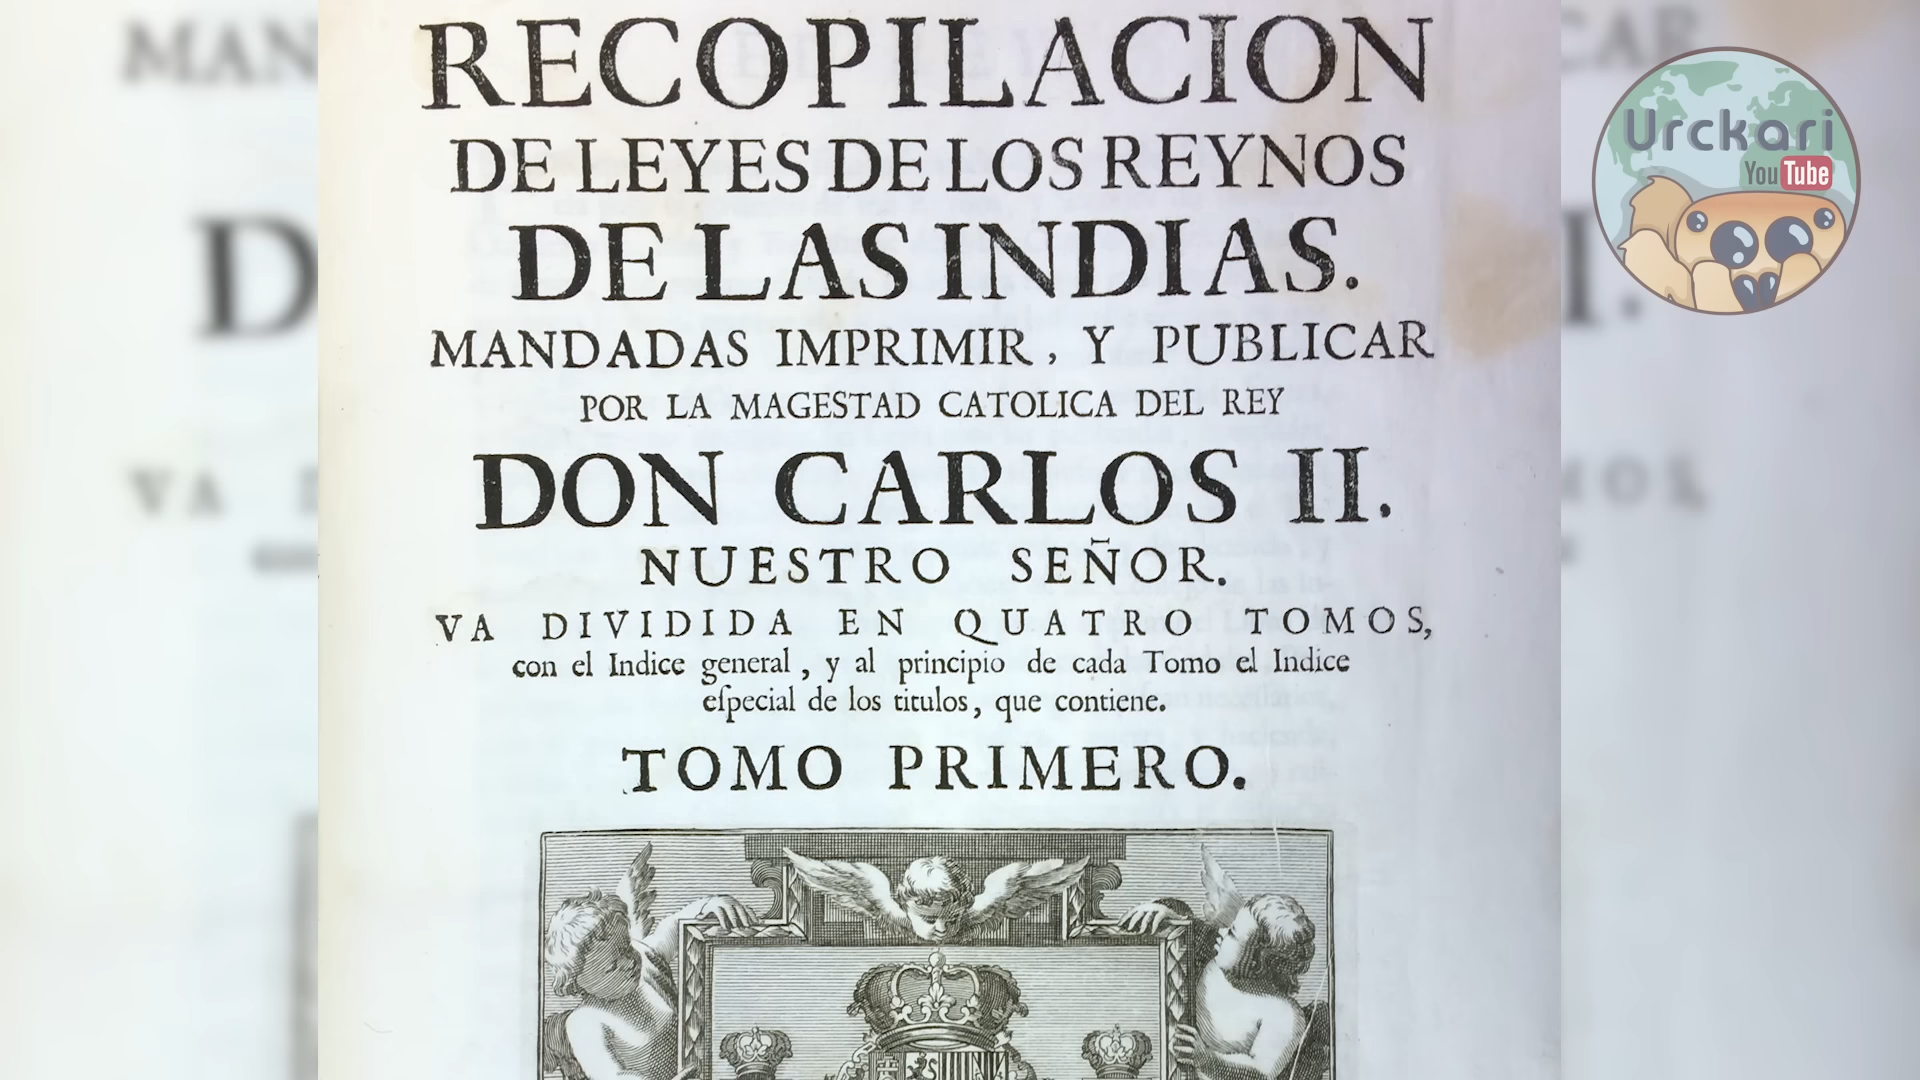 RECOPILACION
DE LEYES DE LOS REYNOS
DE LAS INDIAS.
MANDADAS IMPRIMIR, Y PUBLICAR
POR LA MAGESTAD CATOLICA DEL REY
DON CARLOS II.
NUESTRO SEÑOR.
VA DIVIDIDA EN QUATRO TOMOS,
con el Indice general, y al principio de cada Tomo el Indice
eſpecial de los titulos, que contiene.
TOMO PRIMERO.
Urckari
YouTube